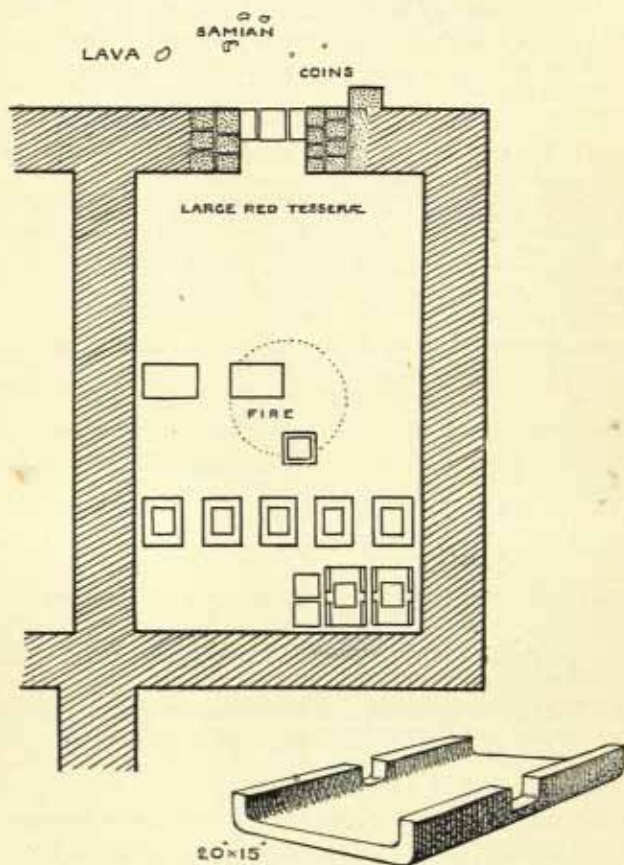 SAMIAN
LAVA
COINS
LARGE RED TESSERÆ
FIRE
20"×15"